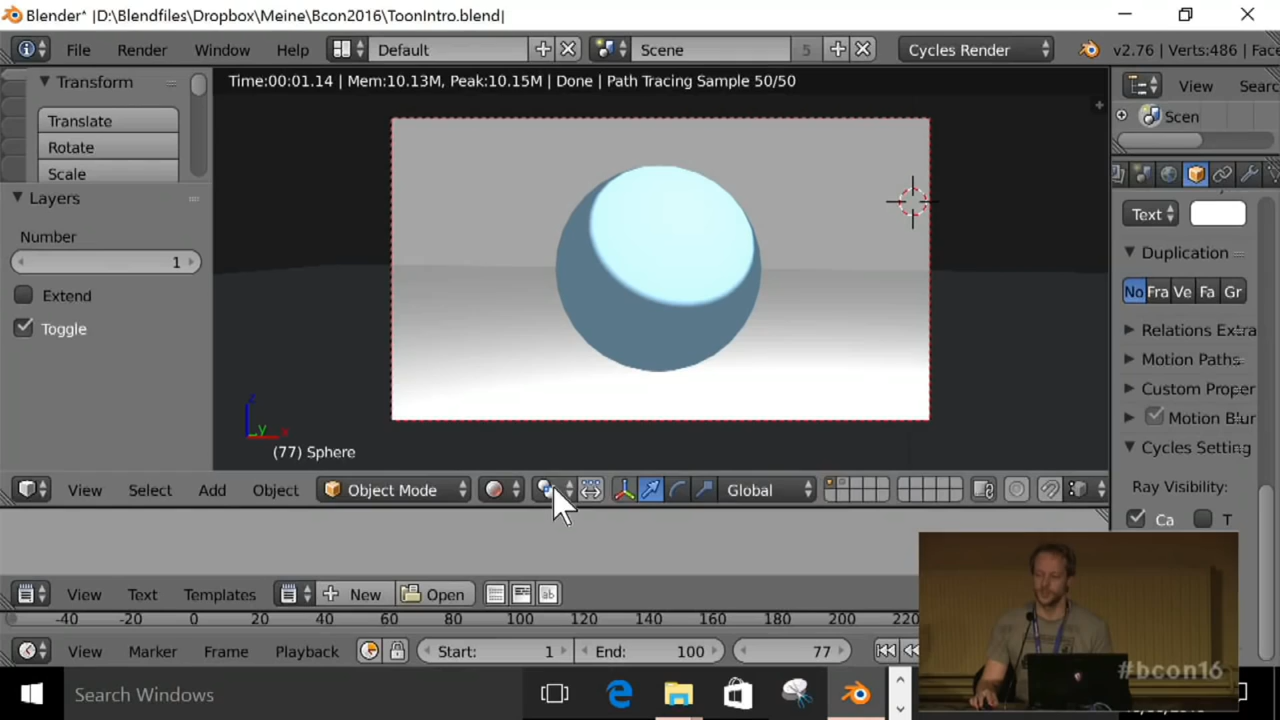 Blender* [D:\Blendfiles\Dropbox\Meine\Bcon2016\ToonIntro.blend]
File Render Window Help Default Scene 5 Cycles Render v2.76 | Verts:486 | Face
Transform
Translate
Rotate
Scale
Layers
Number
1
Extend
Toggle
Time:00:01.14 | Mem:10.13M, Peak:10.15M | Done | Path Tracing Sample 50/50
z
y
x
(77) Sphere
View Searc
Scen
Text
Duplication
No Fra Ve Fa Gr
Relations Extra
Motion Paths
Custom Proper
Motion Blur
Cycles Setting
Ray Visibility:
Ca T
View Select Add Object Object Mode Global
View Text Templates New Open
-40 -20 0 20 40 60 80 100 120 140 160 180 200 220
View Marker Frame Playback Start: 1 End: 100 77
#bcon16
Search Windows